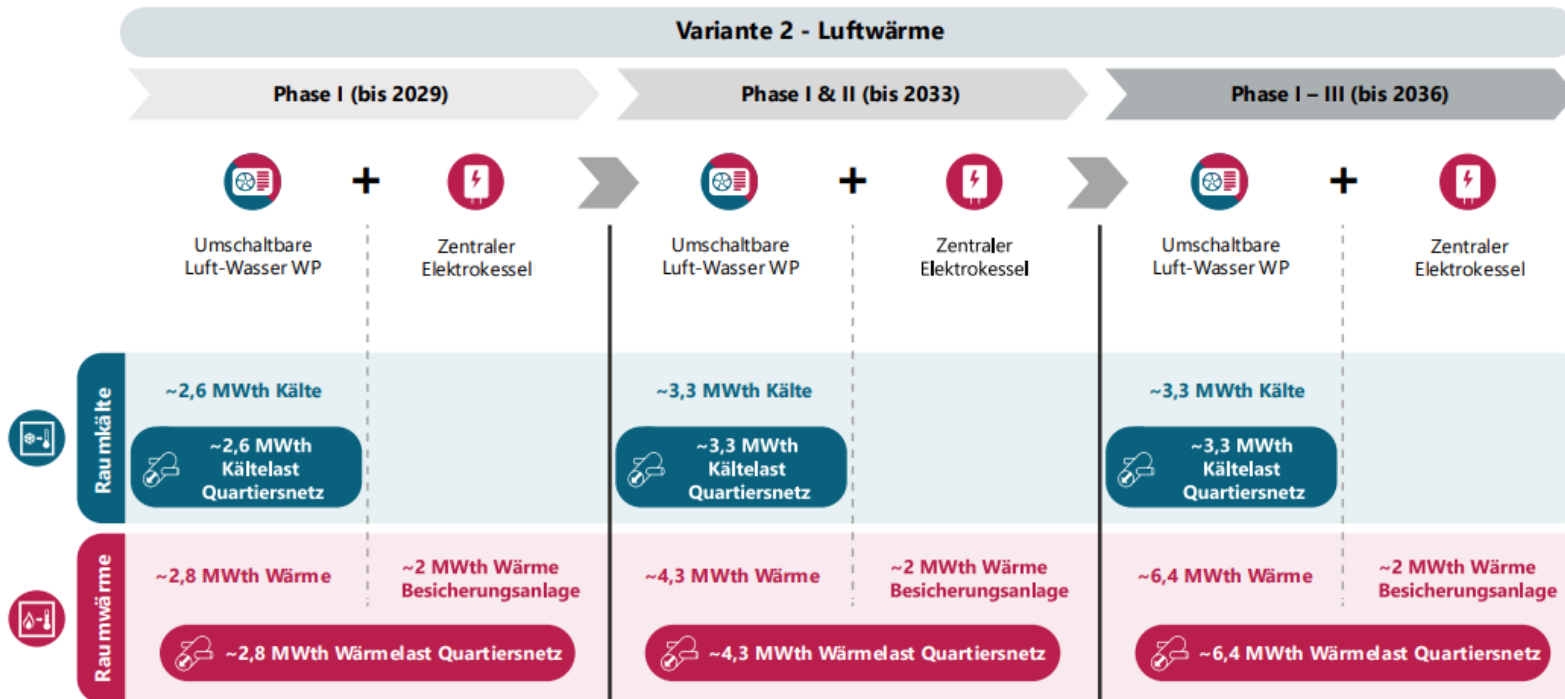 Variante 2 - Luftwärme
Phase I (bis 2029)
Phase I & II (bis 2033)
Phase I – III (bis 2036)
+
+
+
Umschaltbare
Luft-Wasser WP
Zentraler
Elektrokessel
Umschaltbare
Luft-Wasser WP
Zentraler
Elektrokessel
Umschaltbare
Luft-Wasser WP
Zentraler
Elektrokessel
Raumkälte
~2,6 MWth Kälte
~3,3 MWth Kälte
~3,3 MWth Kälte
~2,6 MWth
Kältelast
Quartiersnetz
~3,3 MWth
Kältelast
Quartiersnetz
~3,3 MWth
Kältelast
Quartiersnetz
Raumwärme
~2,8 MWth Wärme
~2 MWth Wärme
Besicherungsanlage
~4,3 MWth Wärme
~2 MWth Wärme
Besicherungsanlage
~6,4 MWth Wärme
~2 MWth Wärme
Besicherungsanlage
~2,8 MWth Wärmelast Quartiersnetz
~4,3 MWth Wärmelast Quartiersnetz
~6,4 MWth Wärmelast Quartiersnetz